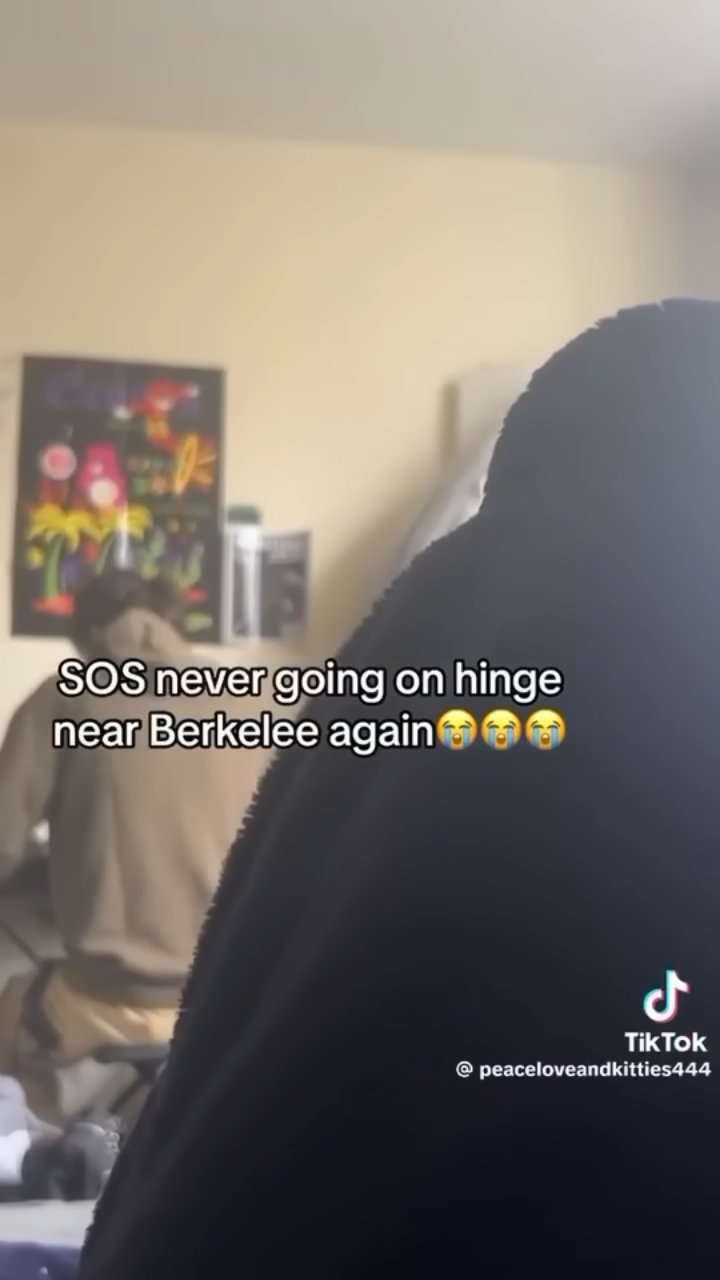 SOS never going on hinge
near Berkelee again😭😭😭
TikTok
@ peaceloveandkitties444